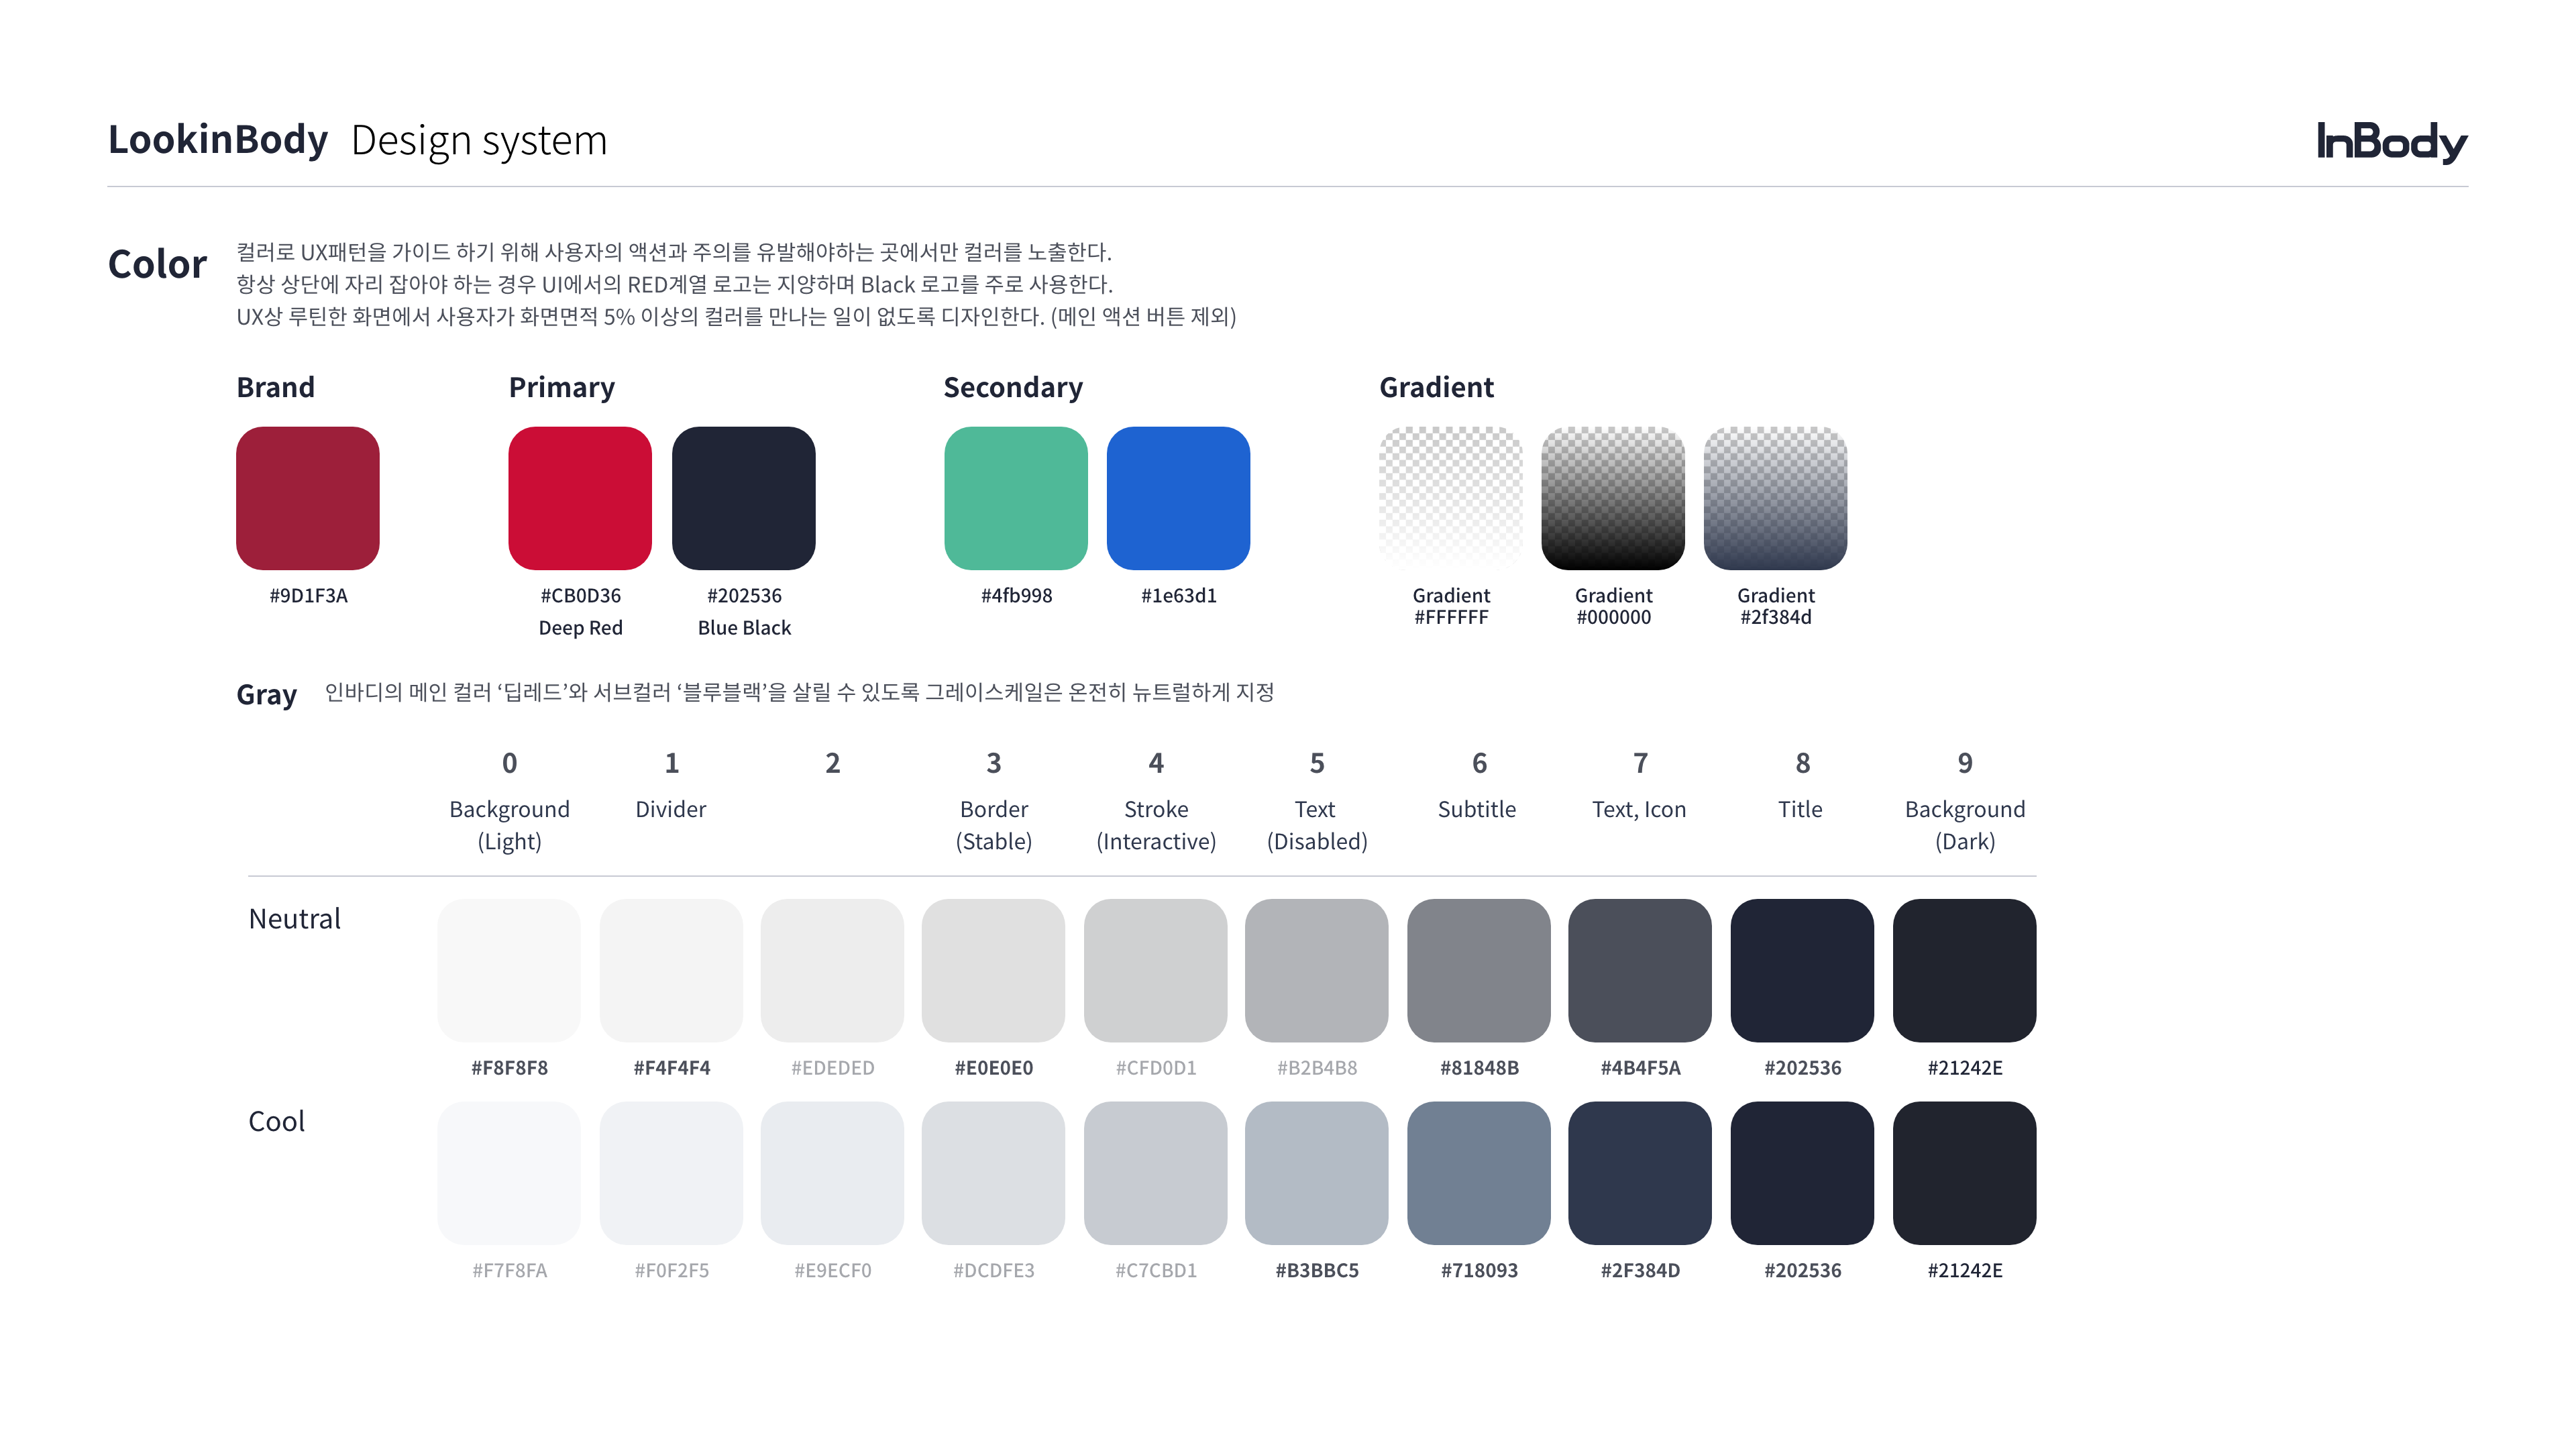 LookinBody Design system
InBody
Color
컬러로 UX패턴을 가이드 하기 위해 사용자의 액션과 주의를 유발해야하는 곳에서만 컬러를 노출한다.
항상 상단에 자리 잡아야 하는 경우 UI에서의 RED계열 로고는 지양하며 Black 로고를 주로 사용한다.
UX상 루틴한 화면에서 사용자가 화면면적 5% 이상의 컬러를 만나는 일이 없도록 디자인한다. (메인 액션 버튼 제외)
Brand
#9D1F3A
Primary
#CB0D36
Deep Red
#202536
Blue Black
Secondary
#4fb998
#1e63d1
Gradient
Gradient
#FFFFFF
Gradient
#000000
Gradient
#2f384d
Gray 인바디의 메인 컬러 ‘딥레드’와 서브컬러 ‘블루블랙’을 살릴 수 있도록 그레이스케일은 온전히 뉴트럴하게 지정
0 1 2 3 4 5 6 7 8 9
Background Divider Border Stroke Text Subtitle Text, Icon Title Background
(Light) (Stable) (Interactive) (Disabled) (Dark)
Neutral
#F8F8F8 #F4F4F4 #EDEDED #E0E0E0 #CFD0D1 #B2B4B8 #81848B #4B4F5A #202536 #21242E
Cool
#F7F8FA #F0F2F5 #E9ECF0 #DCDFE3 #C7CBD1 #B3BBC5 #718093 #2F384D #202536 #21242E